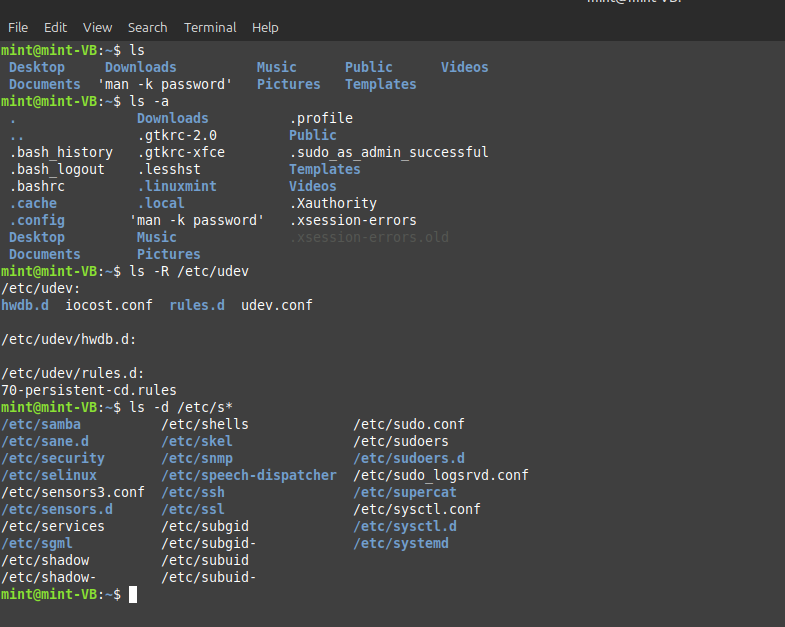 File Edit View Search Terminal Help
mint@mint-VB:~$ ls
Desktop Downloads Music Public Videos
Documents 'man -k password' Pictures Templates
mint@mint-VB:~$ ls -a
. Downloads .profile
.. .gtkrc-2.0 Public
.bash_history .gtkrc-xfce .sudo_as_admin_successful
.bash_logout .lesshst Templates
.bashrc .linuxmint Videos
.cache .local .Xauthority
.config 'man -k password' .xsession-errors
Desktop Music .xsession-errors.old
Documents Pictures
mint@mint-VB:~$ ls -R /etc/udev
/etc/udev:
hwdb.d iocost.conf rules.d udev.conf
/etc/udev/hwdb.d:
/etc/udev/rules.d:
70-persistent-cd.rules
mint@mint-VB:~$ ls -d /etc/s*
/etc/samba /etc/shells /etc/sudo.conf
/etc/sane.d /etc/skel /etc/sudoers
/etc/security /etc/snmp /etc/sudoers.d
/etc/selinux /etc/speech-dispatcher /etc/sudo_logsrvd.conf
/etc/sensors3.conf /etc/ssh /etc/supercat
/etc/sensors.d /etc/ssl /etc/sysctl.conf
/etc/services /etc/subgid /etc/sysctl.d
/etc/sgml /etc/subgid- /etc/systemd
/etc/shadow /etc/subuid
/etc/shadow- /etc/subuid-
mint@mint-VB:~$